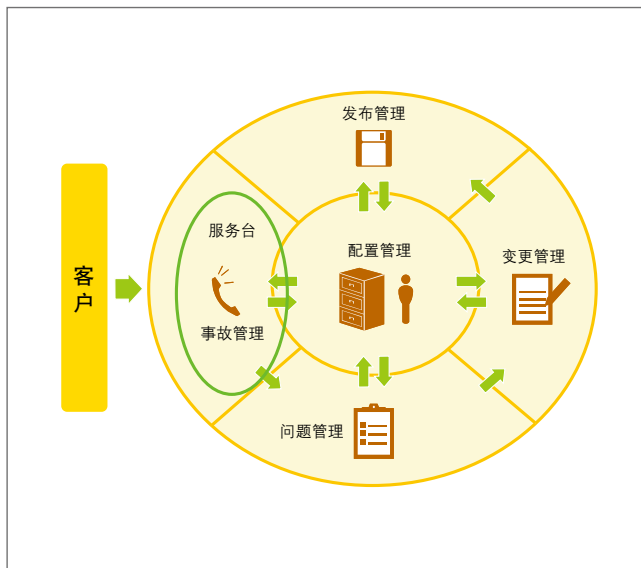 发布管理
服务台
配置管理
变更管理
客户
事故管理
问题管理